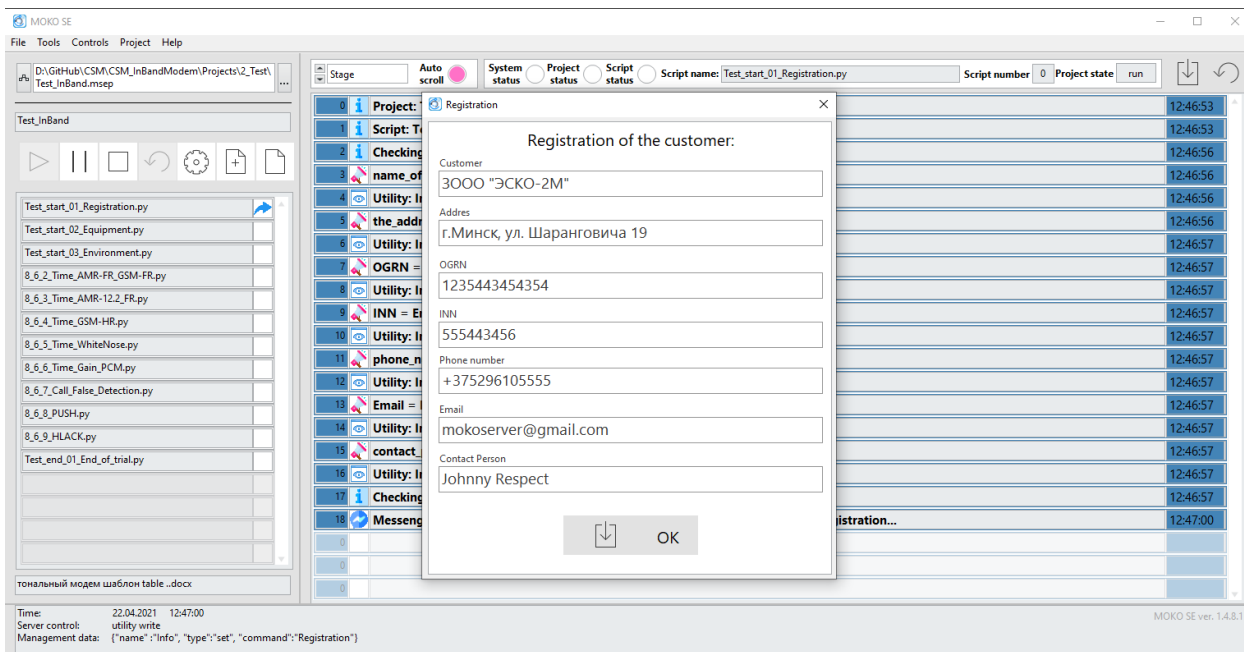 MOKO SE
File Tools Controls Project Help
D:\GitHub\CSM\CSM_InBandModem\Projects\2_Test\
Test_InBand.msep
...
Stage
Auto scroll
System status
Project status
Script status
Script name: Test_start_01_Registration.py
Script number 0 Project state run
Test_InBand
Test_start_01_Registration.py
Test_start_02_Equipment.py
Test_start_03_Environment.py
8_6_2_Time_AMR-FR_GSM-FR.py
8_6_3_Time_AMR-12.2_FR.py
8_6_4_Time_GSM-HR.py
8_6_5_Time_WhiteNose.py
8_6_6_Time_Gain_PCM.py
8_6_7_Call_False_Detection.py
8_6_8_PUSH.py
8_6_9_HLACK.py
Test_end_01_End_of_trial.py
тональный модем шаблон table ..docx
0 Project: 12:46:53
1 Script: 12:46:53
2 Checking 12:46:56
3 name_of 12:46:56
4 Utility: 12:46:56
5 the_addr 12:46:56
6 Utility: 12:46:57
7 OGRN = 12:46:57
8 Utility: 12:46:57
9 INN = 12:46:57
10 Utility: 12:46:57
11 phone_n 12:46:57
12 Utility: 12:46:57
13 Email = 12:46:57
14 Utility: 12:46:57
15 contact_ 12:46:57
16 Utility: 12:46:57
17 Checking 12:46:57
18 Messeng istration... 12:47:00
0
0
0
Registration
Registration of the customer:
Customer
ЗООО "ЭСКО-2М"
Addres
г.Минск, ул. Шаранговича 19
OGRN
1235443454354
INN
555443456
Phone number
+375296105555
Email
mokoserver@gmail.com
Contact Person
Johnny Respect
OK
Time: 22.04.2021 12:47:00
Server control: utility write
Management data: {"name" :"Info", "type":"set", "command":"Registration"}
MOKO SE ver. 1.4.8.1